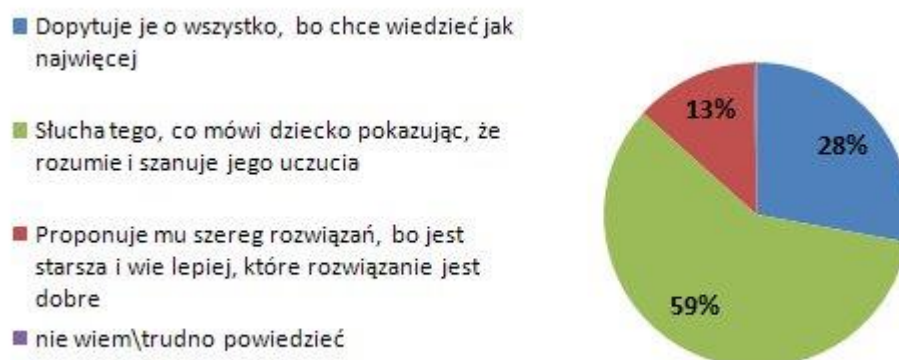 Dopytuje je o wszystko, bo chce wiedzieć jak
najwięcej
Słucha tego, co mówi dziecko pokazując, że
rozumie i szanuje jego uczucia
Proponuje mu szereg rozwiązań, bo jest
starsza i wie lepiej, które rozwiązanie jest
dobre
nie wiem\trudno powiedzieć
13%
28%
59%